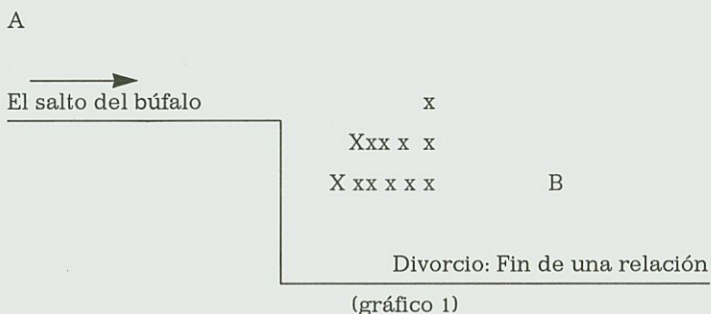 A
El salto del búfalo
x
Xxx x x
X xx x x x
B
Divorcio: Fin de una relación
(gráfico 1)